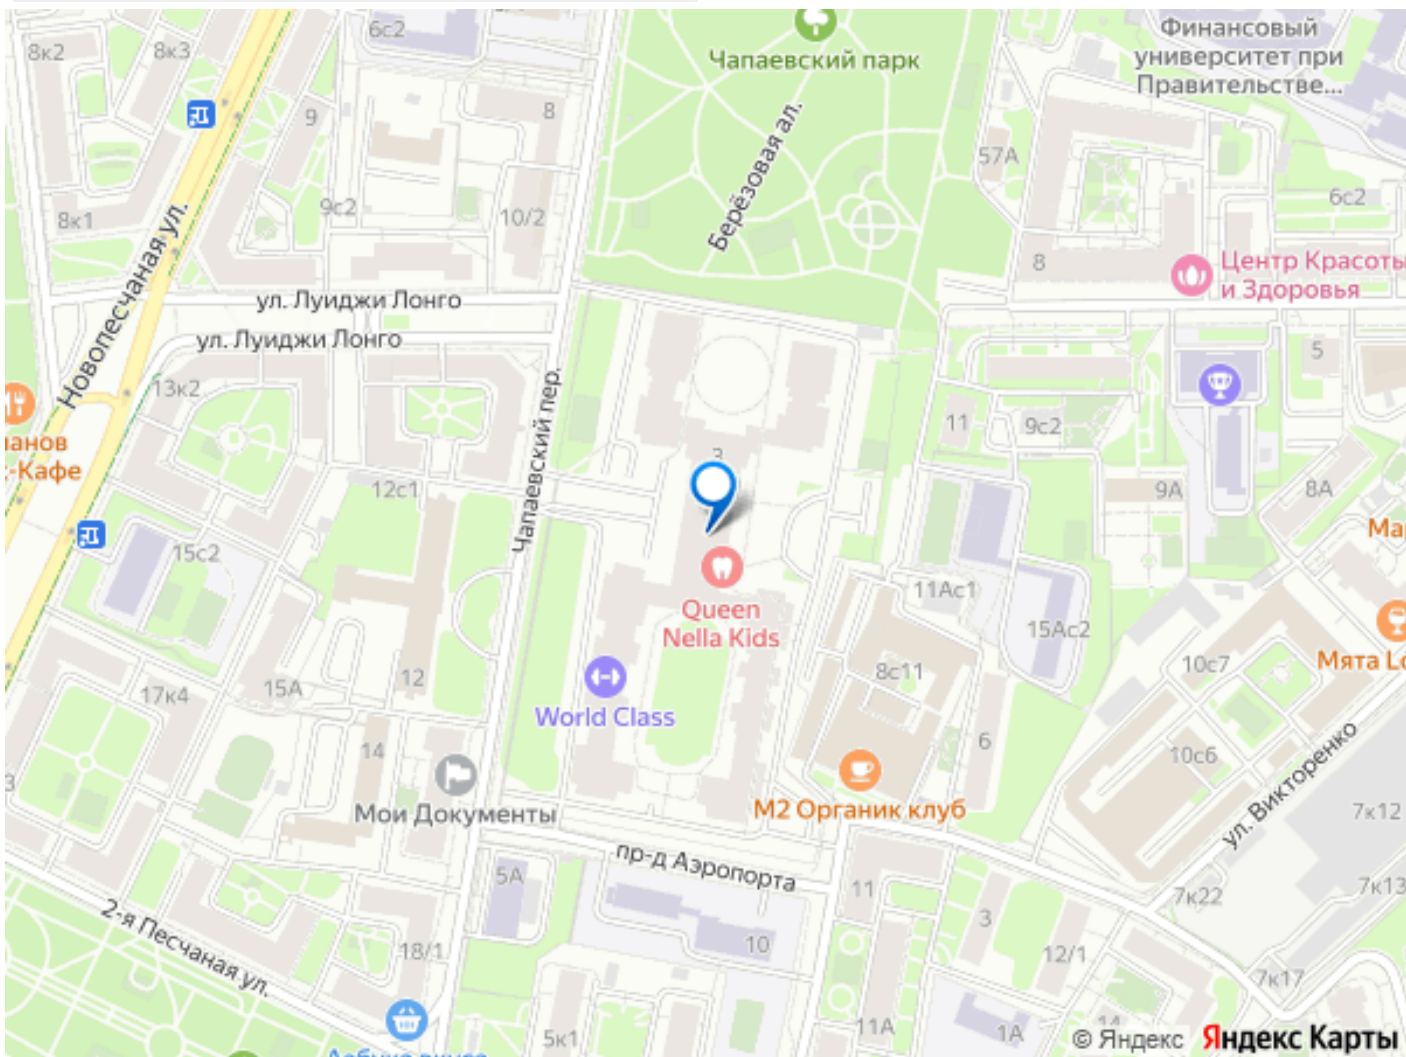 8к2
8к3
6с2
Чапаевский парк
Финансовый
университет при
Правительстве...
9
8
57А
8к1
9с2
10/2
Берёзовая ал.
6с2
8
Центр Красоты
и Здоровья
Новопесчаная ул.
ул. Луиджи Лонго
ул. Луиджи Лонго
5
13к2
Чапаевский пер.
11
9с2
3
12с1
9А
8А
15с2
11Ас1
15Ас2
Queen
Nella Kids
8с11
10с7
17к4
15А
12
World Class
14
6
10с6
ул. Викторенко
Мои Документы
М2 Органик клуб
7к12
пр-д Аэропорта
5А
11
7к22
7к13
2-я Песчаная ул.
18/1
10
3
12/1
7к17
5к1
11А
1А
© Яндекс Яндекс Карты